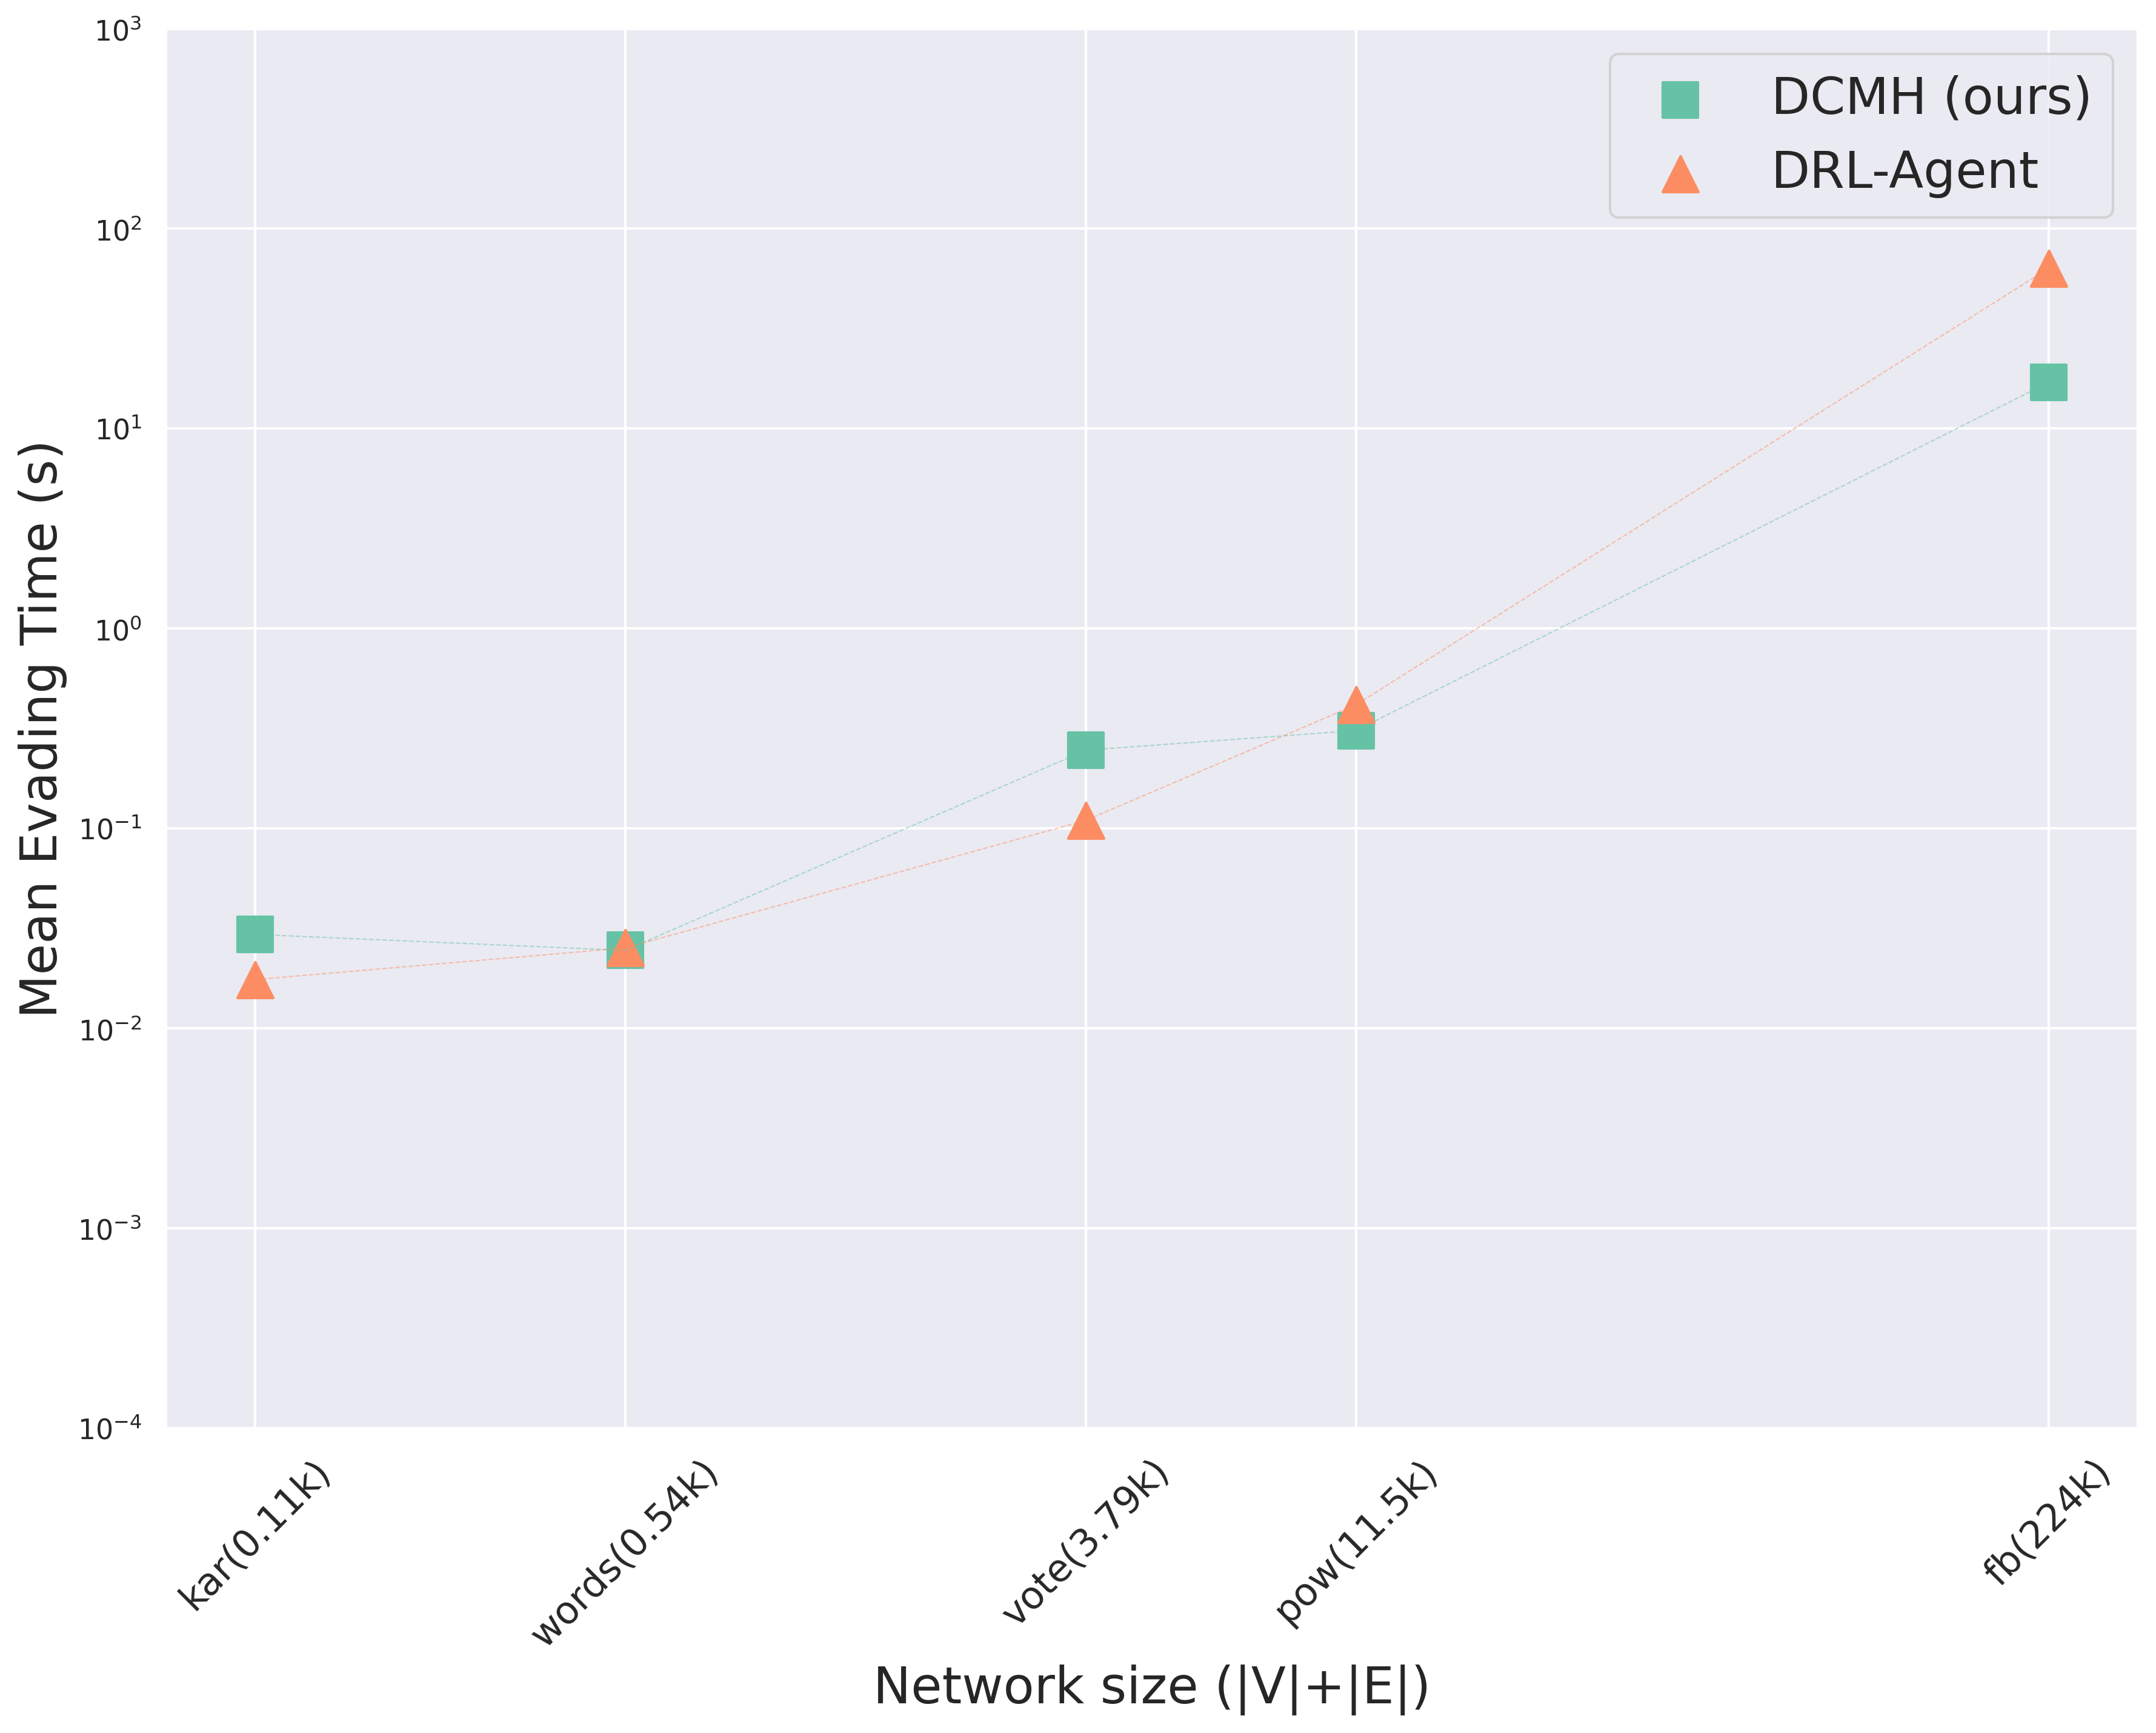 10³
10²
10¹
10⁰
10⁻¹
10⁻²
10⁻³
10⁻⁴
Mean Evading Time (s)
DCMH (ours)
DRL-Agent
kar(0.11k)
words(0.54k)
vote(3.79k)
pow(11.5k)
fb(224k)
Network size (|V|+|E|)